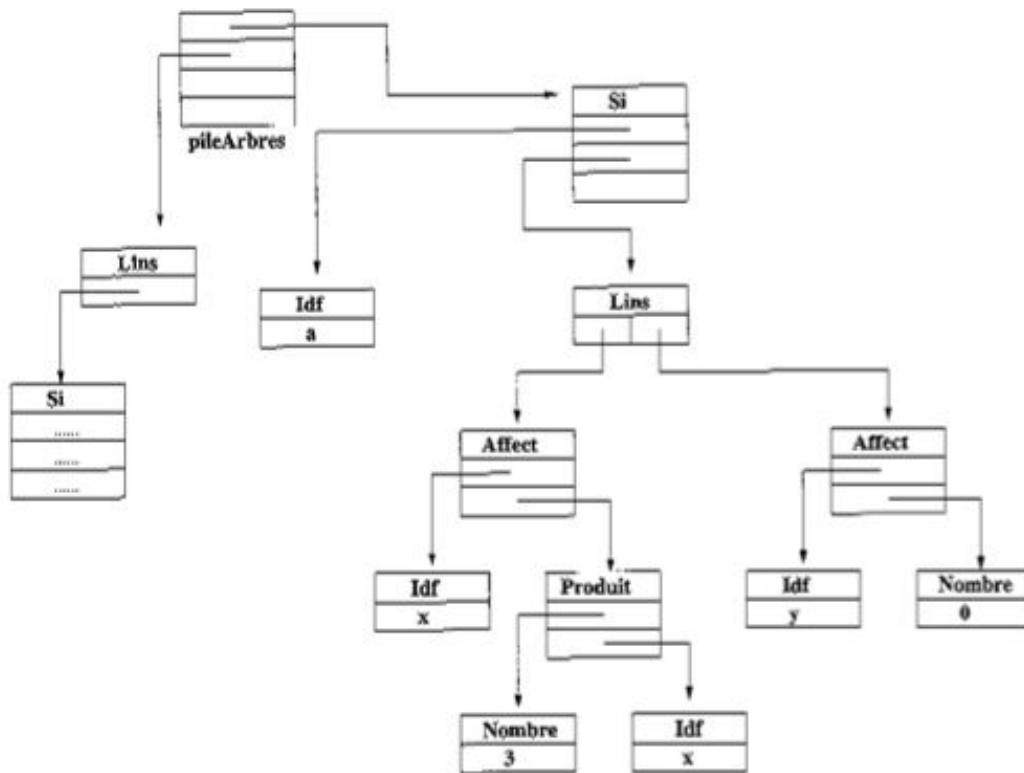 pileArbres
Si
Lins
Idf
a
Lins
Si
......
......
......
Affect
Affect
Idf
x
Produit
Idf
y
Nombre
0
Nombre
3
Idf
x